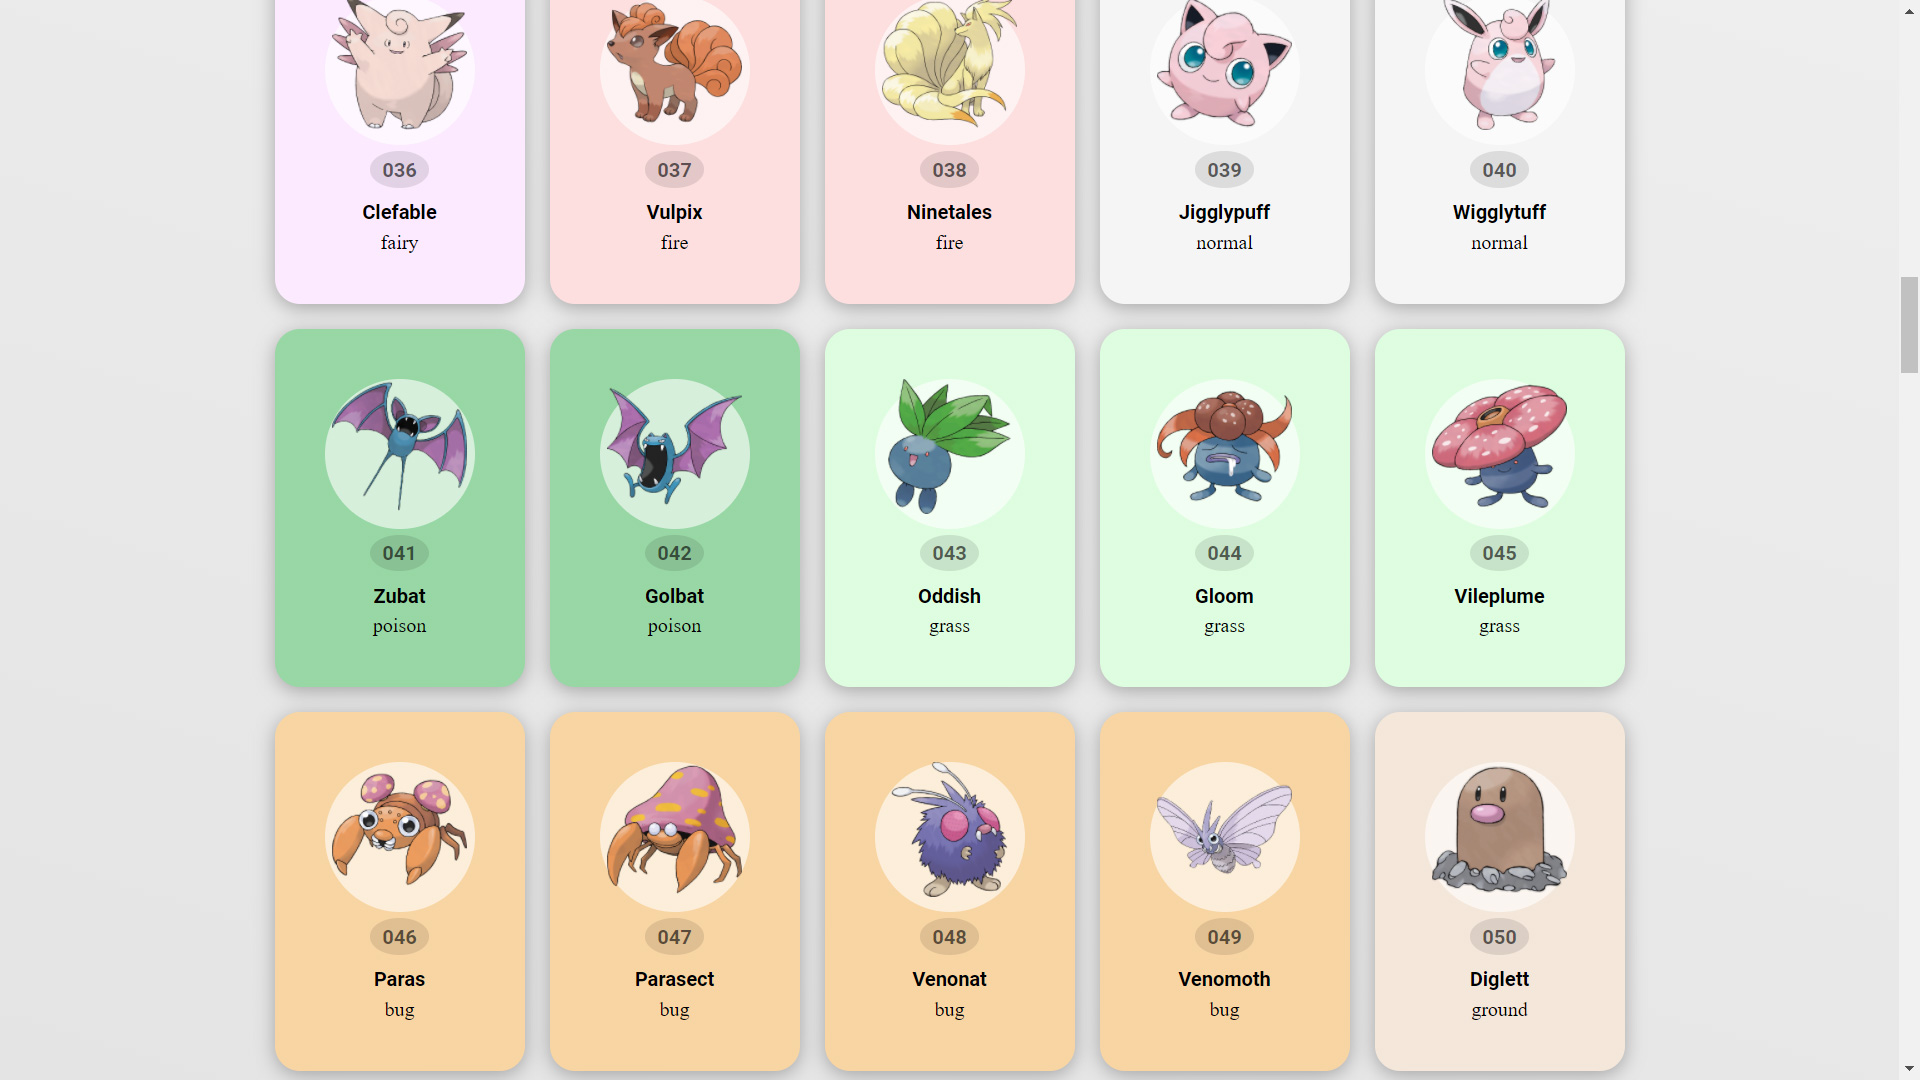 036 037 038 039 040
Clefable Vulpix Ninetales Jigglypuff Wigglytuff
fairy fire fire normal normal
041 042 043 044 045
Zubat Golbat Oddish Gloom Vileplume
poison poison grass grass grass
046 047 048 049 050
Paras Parasect Venonat Venomoth Diglett
bug bug bug bug ground